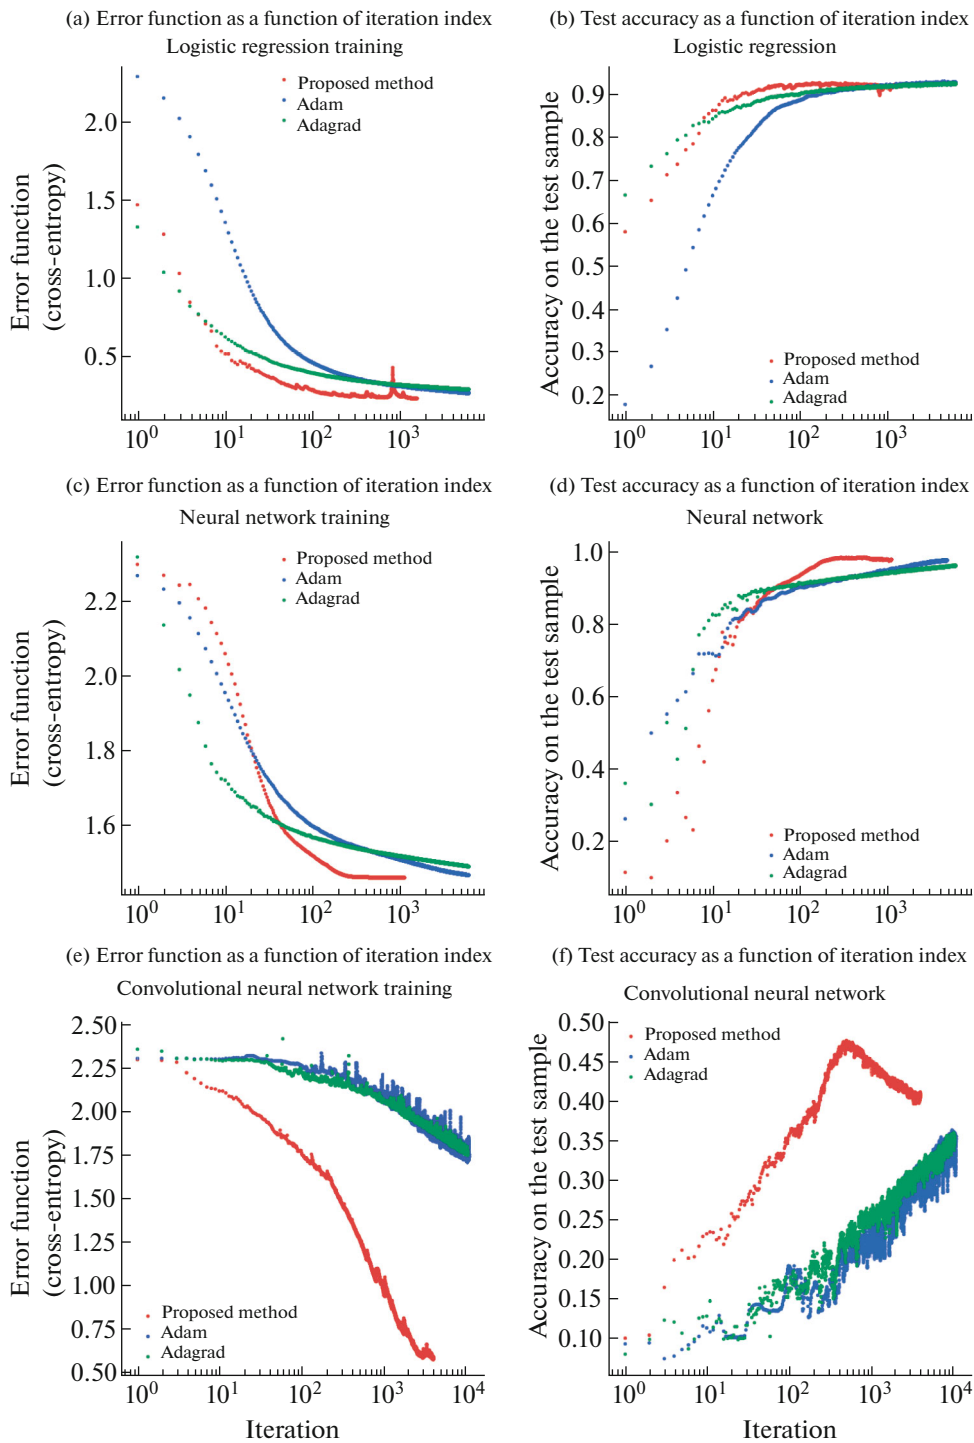 (a) Error function as a function of iteration index
Logistic regression training
Proposed method
Adam
Adagrad
Error function
(cross-entropy)
2.0
1.5
1.0
0.5
10^0
10^1
10^2
10^3
(b) Test accuracy as a function of iteration index
Logistic regression
Accuracy on the test sample
0.9
0.8
0.7
0.6
0.5
0.4
0.3
0.2
Proposed method
Adam
Adagrad
10^0
10^1
10^2
10^3
(c) Error function as a function of iteration index
Neural network training
Proposed method
Adam
Adagrad
Error function
(cross-entropy)
2.2
2.0
1.8
1.6
10^0
10^1
10^2
10^3
(d) Test accuracy as a function of iteration index
Neural network
Accuracy on the test sample
1.0
0.8
0.6
0.4
0.2
Proposed method
Adam
Adagrad
10^0
10^1
10^2
10^3
(e) Error function as a function of iteration index
Convolutional neural network training
Error function
(cross-entropy)
2.50
2.25
2.00
1.75
1.50
1.25
1.00
0.75
0.50
Proposed method
Adam
Adagrad
10^0
10^1
10^2
10^3
10^4
Iteration
(f) Test accuracy as a function of iteration index
Convolutional neural network
Accuracy on the test sample
0.50
0.45
0.40
0.35
0.30
0.25
0.20
0.15
0.10
Proposed method
Adam
Adagrad
10^0
10^1
10^2
10^3
10^4
Iteration